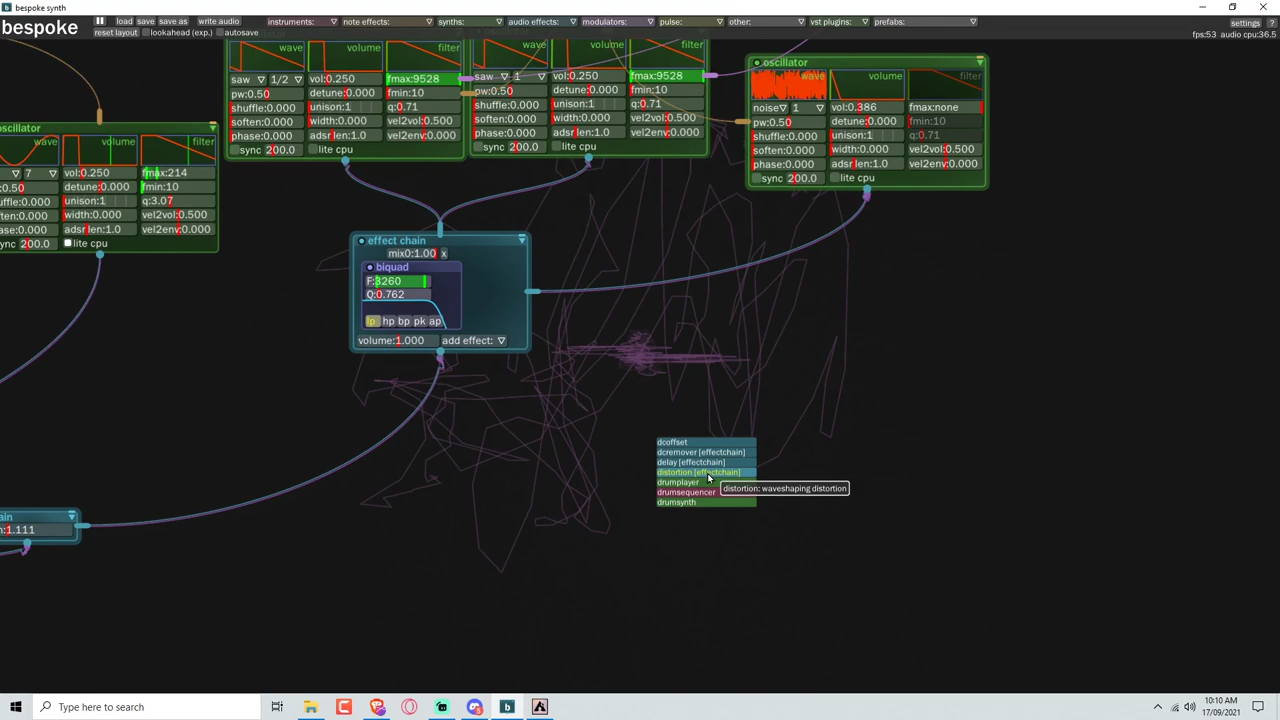 bespoke synth
load save save as write audio instruments: note effects: synths: audio effects: modulators: pulse: other: vst plugins: prefabs:
bespoke reset layout lookahead (exp.) autosave settings
fps:53 audio cpu:36.5
wave volume filter
saw 1/2 vol:0.250 fmax:9528
pw:0.50 detune:0.000 fmin:10
shuffle:0.000 unison:1 q:0.71
soften:0.000 width:0.000 vel2vol:0.500
phase:0.000 adsr len:1.0 vel2env:0.000
sync 200.0 lite cpu
wave volume filter
saw 1 vol:0.250 fmax:9528
pw:0.50 detune:0.000 fmin:10
shuffle:0.000 unison:1 q:0.71
soften:0.000 width:0.000 vel2vol:0.500
phase:0.000 adsr len:1.0 vel2env:0.000
sync 200.0 lite cpu
oscillator
wave volume filter
noise 1 vol:0.386 fmax:none
pw:0.50 detune:0.000 fmin:10
shuffle:0.000 unison:1 q:0.71
soften:0.000 width:0.000 vel2vol:0.500
phase:0.000 adsr len:1.0 vel2env:0.000
sync 200.0 lite cpu
scillator
wave volume filter
7 vol:0.250 fmax:214
:0.50 detune:0.000 fmin:10
uffle:0.000 unison:1 q:3.07
ften:0.000 width:0.000 vel2vol:0.500
ase:0.000 adsr len:1.0 vel2env:0.000
ync 200.0 lite cpu
effect chain
mix0:1.00 x
biquad
F:3260
Q:0.762
lp hp bp pk ap
volume:1.000 add effect:
dcoffset
dcremover [effectchain]
delay [effectchain]
distortion [effectchain]
drumplayer
drumsequencer
drumsynth
distortion: waveshaping distortion
ain
:1.111
Type here to search
10:10 AM
17/09/2021